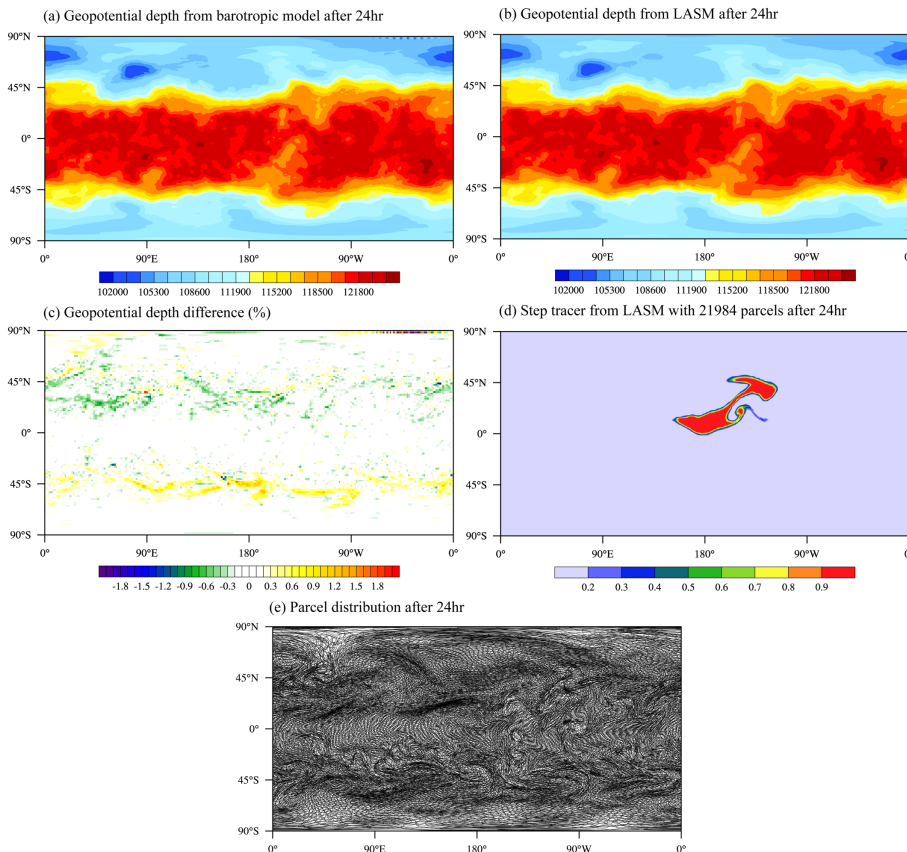 (a) Geopotential depth from barotropic model after 24hr
90°N
45°N
0°
45°S
90°S
0° 90°E 180° 90°W 0°
102000 105300 108600 111900 115200 118500 121800
(b) Geopotential depth from LASM after 24hr
90°N
45°N
0°
45°S
90°S
0° 90°E 180° 90°W 0°
102000 105300 108600 111900 115200 118500 121800
(c) Geopotential depth difference (%)
90°N
45°N
0°
45°S
90°S
0° 90°E 180° 90°W 0°
-1.8 -1.5 -1.2 -0.9 -0.6 -0.3 0 0.3 0.6 0.9 1.2 1.5 1.8
(d) Step tracer from LASM with 21984 parcels after 24hr
90°N
45°N
0°
45°S
90°S
0° 90°E 180° 90°W 0°
0.2 0.3 0.4 0.5 0.6 0.7 0.8 0.9
(e) Parcel distribution after 24hr
90°N
45°N
0°
45°S
90°S
0° 90°E 180° 90°W 0°